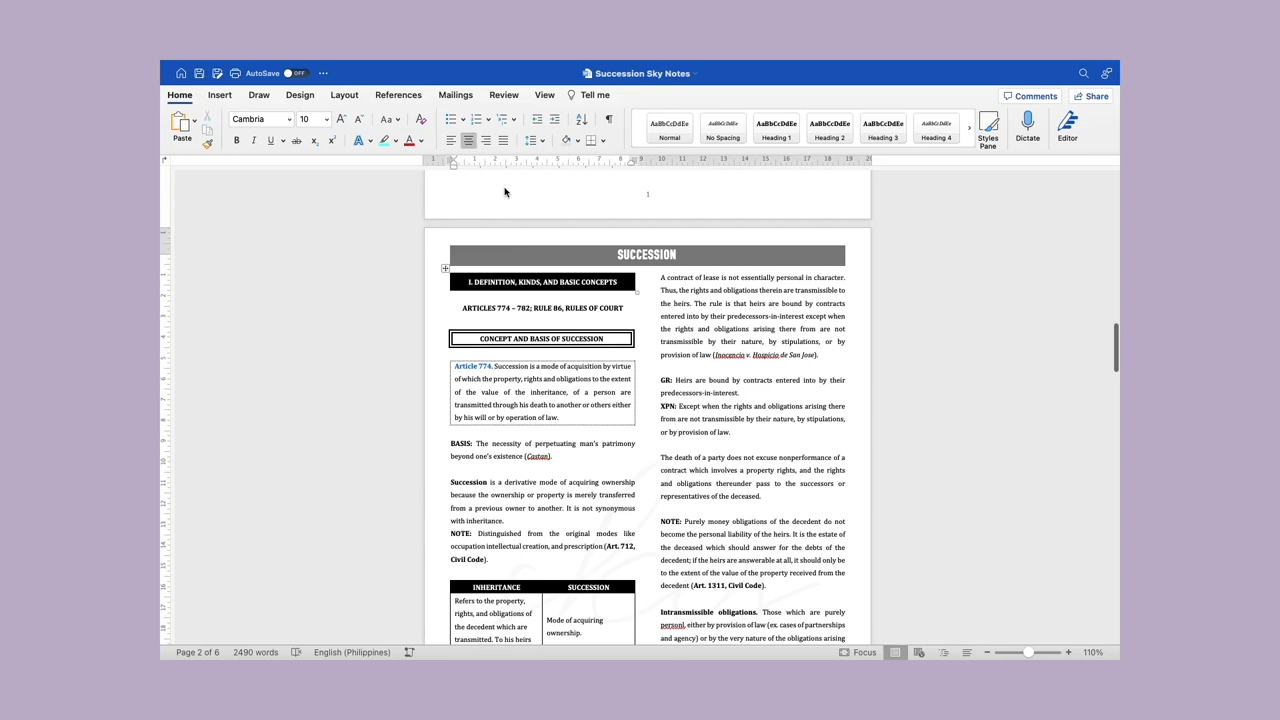 AutoSave OFF
Succession Sky Notes
Home Insert Draw Design Layout References Mailings Review View Tell me
Comments Share
Paste
Cambria 10
AaBbCcDdEe AaBbCcDdEe AaBbCcDdEe AaBbCcDdEe AaBbCcDdEe AaBbCcDdEe
Normal No Spacing Heading 1 Heading 2 Heading 3 Heading 4
Styles Pane
Dictate
Editor
1 1 2 3 4 5 6 7 8 9 10 11 12 13 14 15 16 17 18 19
1
SUCCESSION
I. DEFINITION, KINDS, AND BASIC CONCEPTS
ARTICLES 774 – 782; RULE 86, RULES OF COURT
CONCEPT AND BASIS OF SUCCESSION
Article 774. Succession is a mode of acquisition by virtue
of which the property, rights and obligations to the extent
of the value of the inheritance, of a person are
transmitted through his death to another or others either
by his will or by operation of law.
BASIS: The necessity of perpetuating man's patrimony
beyond one's existence (Castan).
Succession is a derivative mode of acquiring ownership
because the ownership or property is merely transferred
from a previous owner to another. It is not synonymous
with inheritance.
NOTE: Distinguished from the original modes like
occupation intellectual creation, and prescription (Art. 712,
Civil Code).
INHERITANCE SUCCESSION
Refers to the property,
rights, and obligations of
the decedent which are
transmitted. To his heirs
Mode of acquiring
ownership.
A contract of lease is not essentially personal in character.
Thus, the rights and obligations therein are transmissible to
the heirs. The rule is that heirs are bound by contracts
entered into by their predecessors-in-interest except when
the rights and obligations arising there from are not
transmissible by their nature, by stipulations, or by
provision of law (Inocencio v. Hospicio de San Jose).
GR: Heirs are bound by contracts entered into by their
predecessors-in-interest.
XPN: Except when the rights and obligations arising there
from are not transmissible by their nature, by stipulations,
or by provision of law.
The death of a party does not excuse nonperformance of a
contract which involves a property rights, and the rights
and obligations thereunder pass to the successors or
representatives of the deceased.
NOTE: Purely money obligations of the decedent do not
become the personal liability of the heirs. It is the estate of
the deceased which should answer for the debts of the
decedent; if the heirs are answerable at all, it should only be
to the extent of the value of the property received from the
decedent (Art. 1311, Civil Code).
Intransmissible obligations. Those which are purely
personl, either by provision of law (ex. cases of partnerships
and agency) or by the very nature of the obligations arising
Page 2 of 6 2490 words English (Philippines) Focus 110%